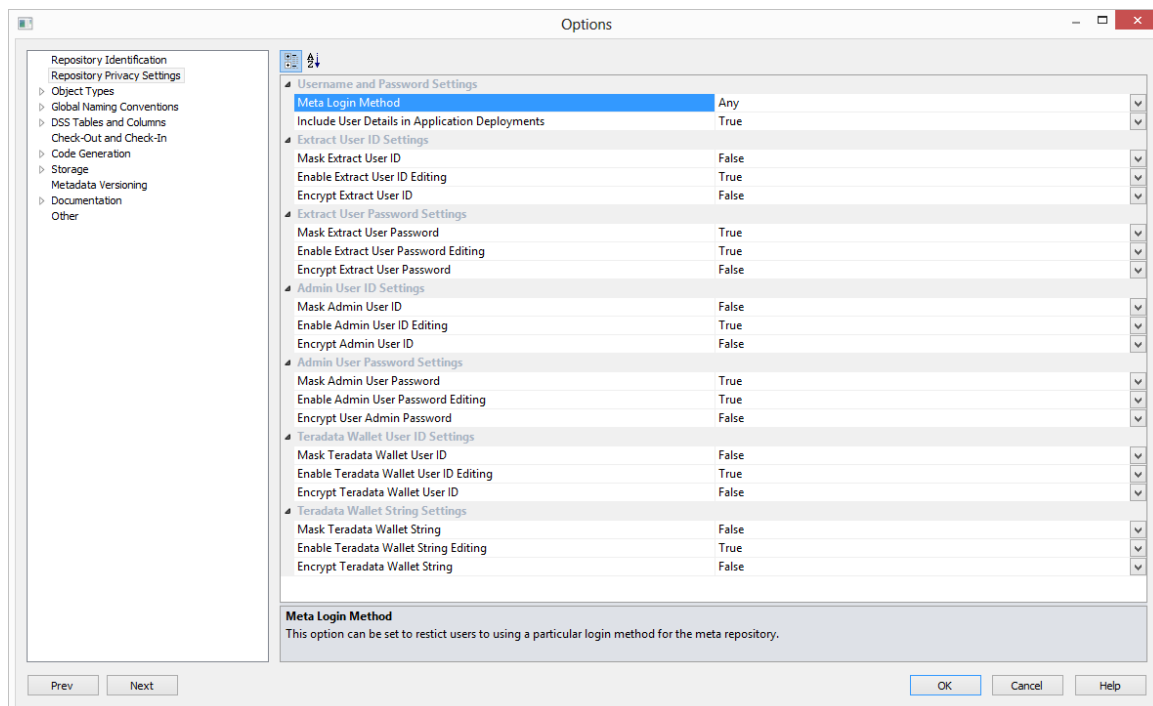 Options
Repository Identification
Repository Privacy Settings
Object Types
Global Naming Conventions
DSS Tables and Columns
Check-Out and Check-In
Code Generation
Storage
Metadata Versioning
Documentation
Other
Username and Password Settings
Meta Login Method Any
Include User Details in Application Deployments True
Extract User ID Settings
Mask Extract User ID False
Enable Extract User ID Editing True
Encrypt Extract User ID False
Extract User Password Settings
Mask Extract User Password True
Enable Extract User Password Editing True
Encrypt Extract User Password False
Admin User ID Settings
Mask Admin User ID False
Enable Admin User ID Editing True
Encrypt Admin User ID False
Admin User Password Settings
Mask Admin User Password True
Enable Admin User Password Editing True
Encrypt User Admin Password False
Teradata Wallet User ID Settings
Mask Teradata Wallet User ID False
Enable Teradata Wallet User ID Editing True
Encrypt Teradata Wallet User ID False
Teradata Wallet String Settings
Mask Teradata Wallet String False
Enable Teradata Wallet String Editing True
Encrypt Teradata Wallet String False
Meta Login Method
This option can be set to restict users to using a particular login method for the meta repository.
Prev Next OK Cancel Help